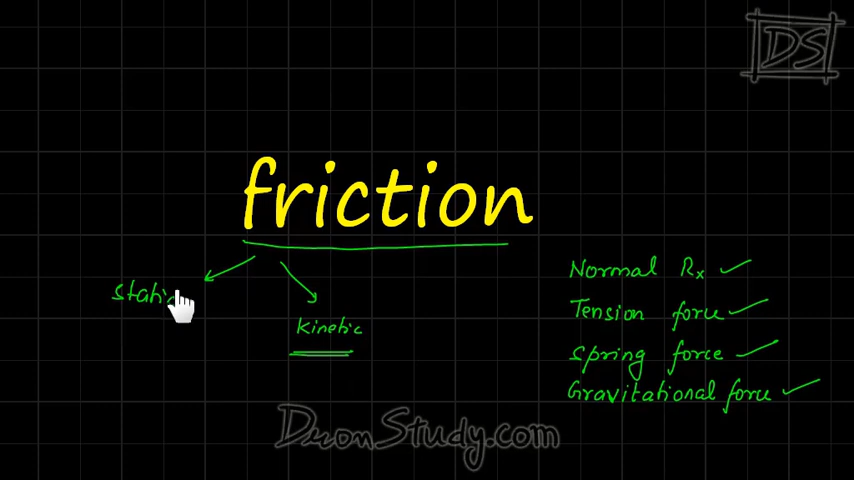 DS
friction
static
Kinetic
Normal Rx
Tension force
Spring force
Gravitational force
DronStudy.com